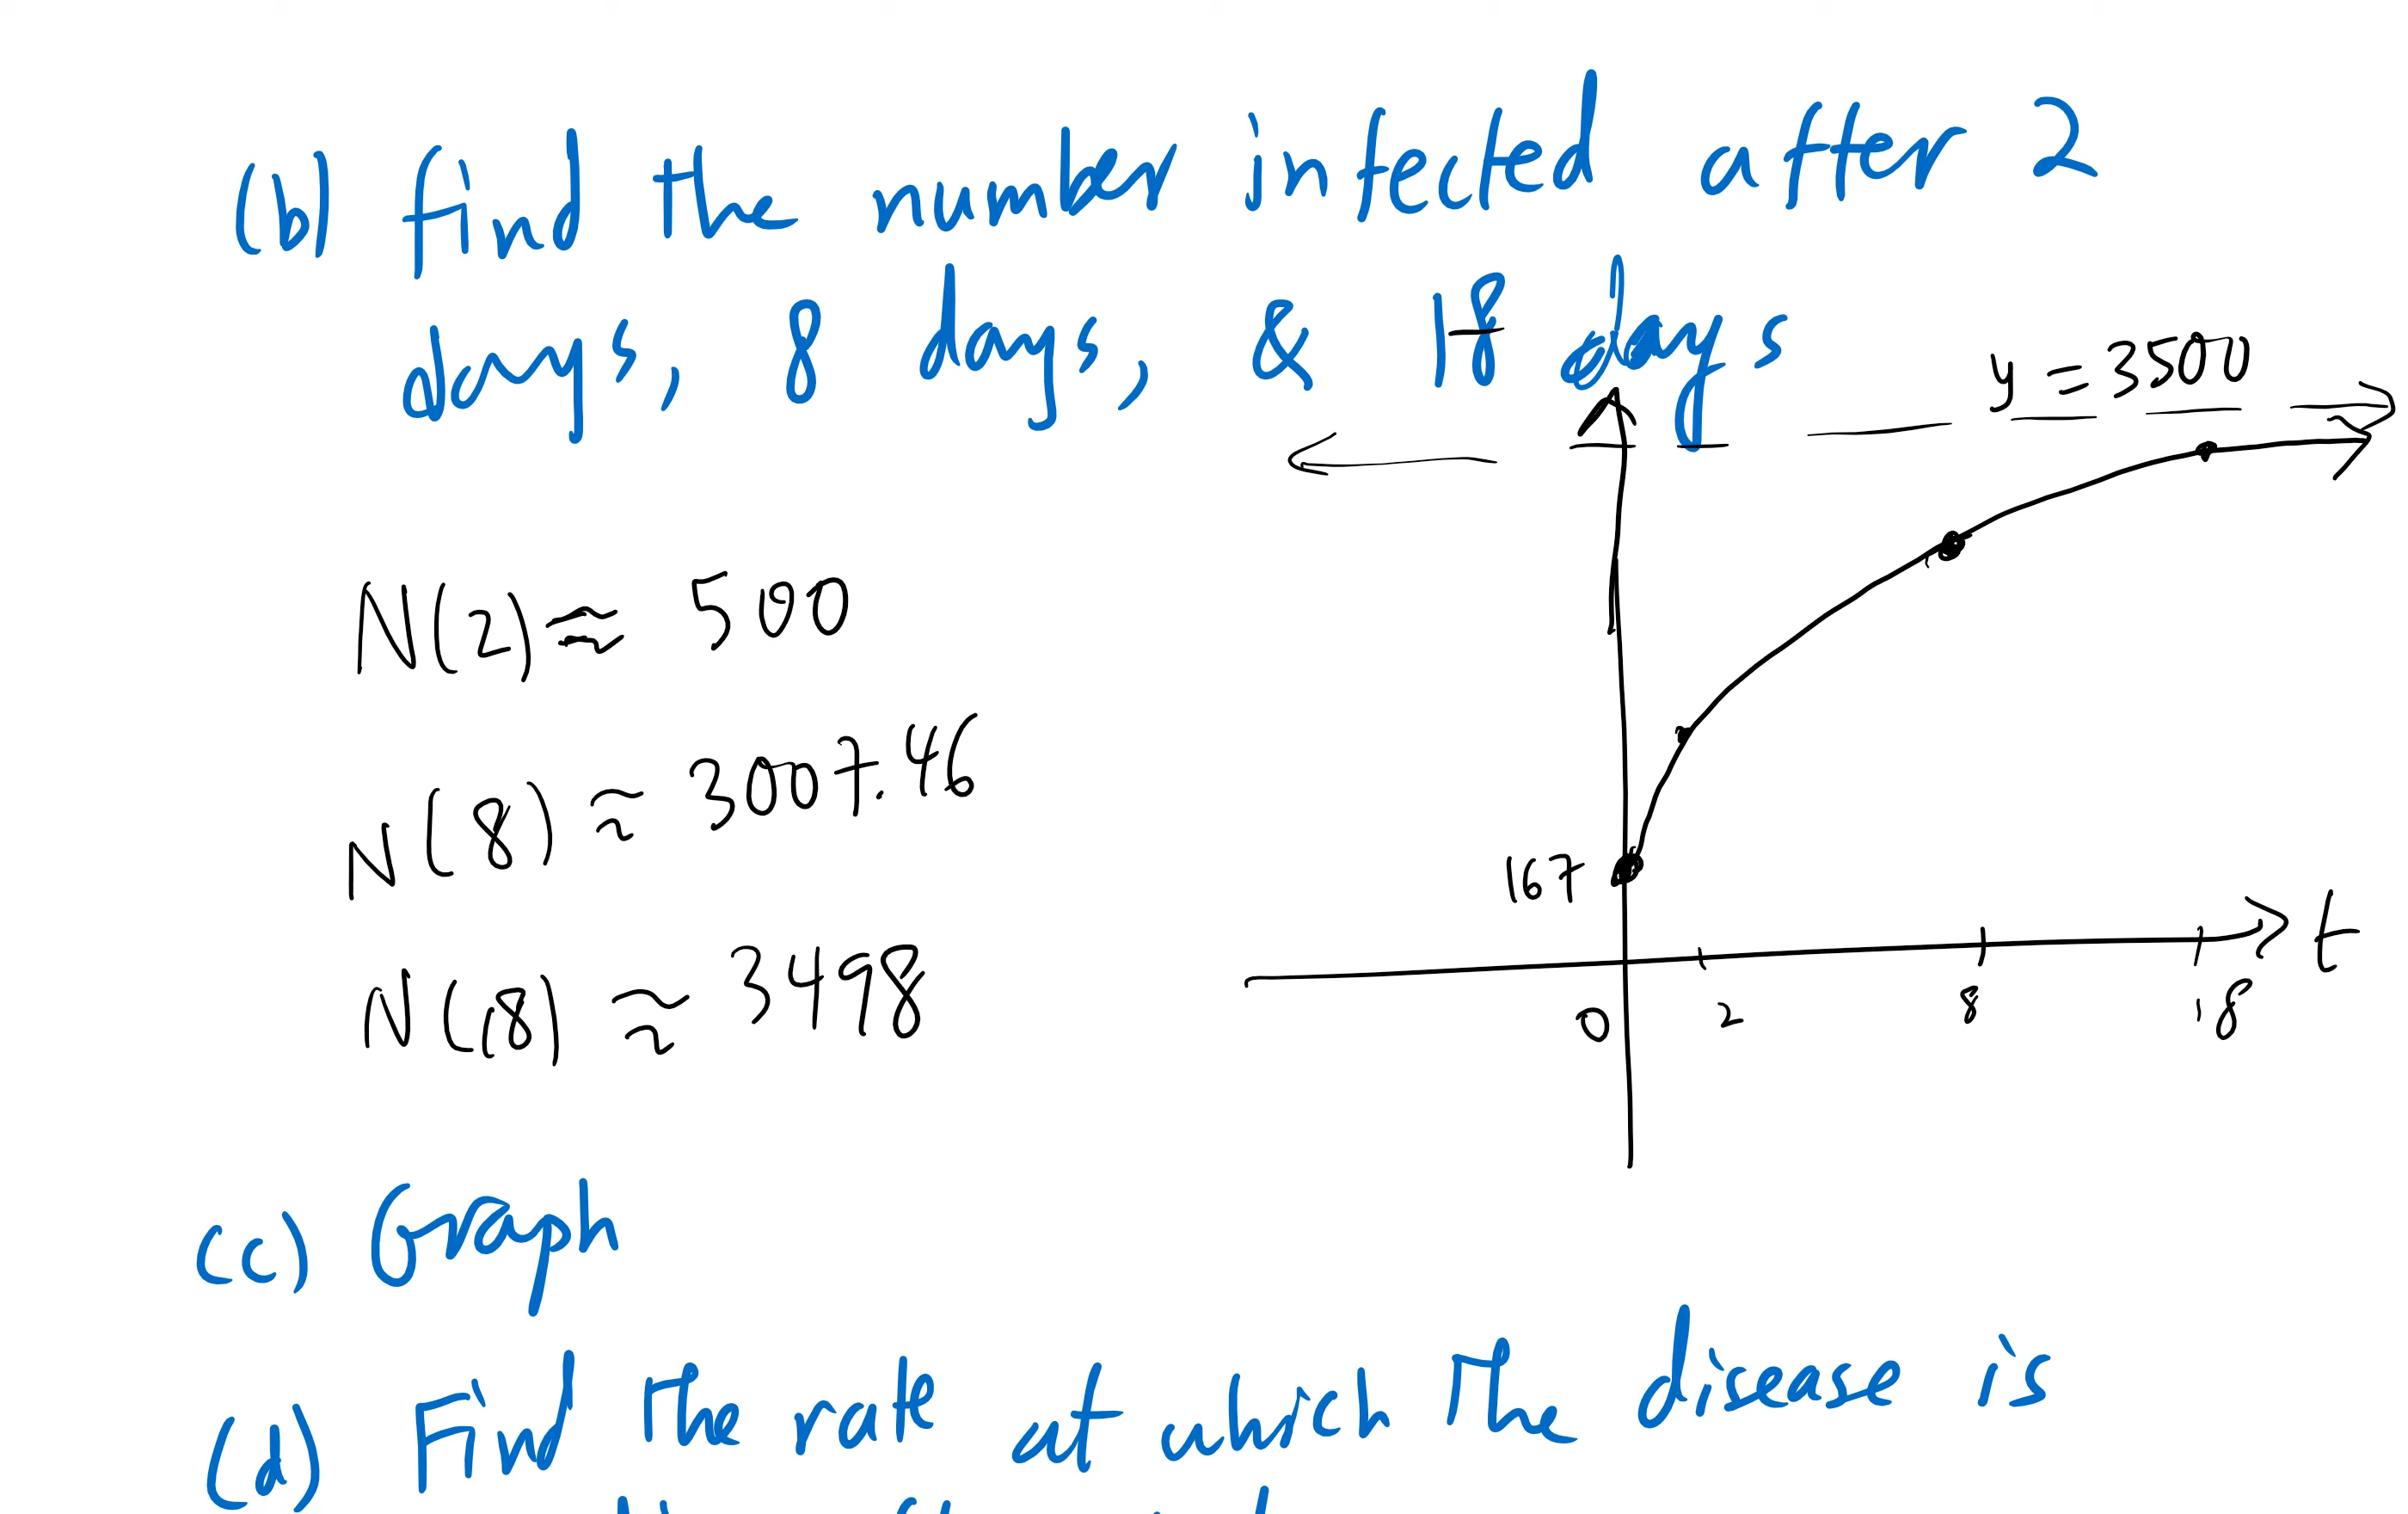 (b) Find the number infected after 2
days, 8 days, & 18 days
y = 3500
N(2) ≈ 500
N(8) ≈ 3007.46
N(18) ≈ 3498
167
t
0 2 8 18
(c) Graph
(d) Find the rate at which the disease is